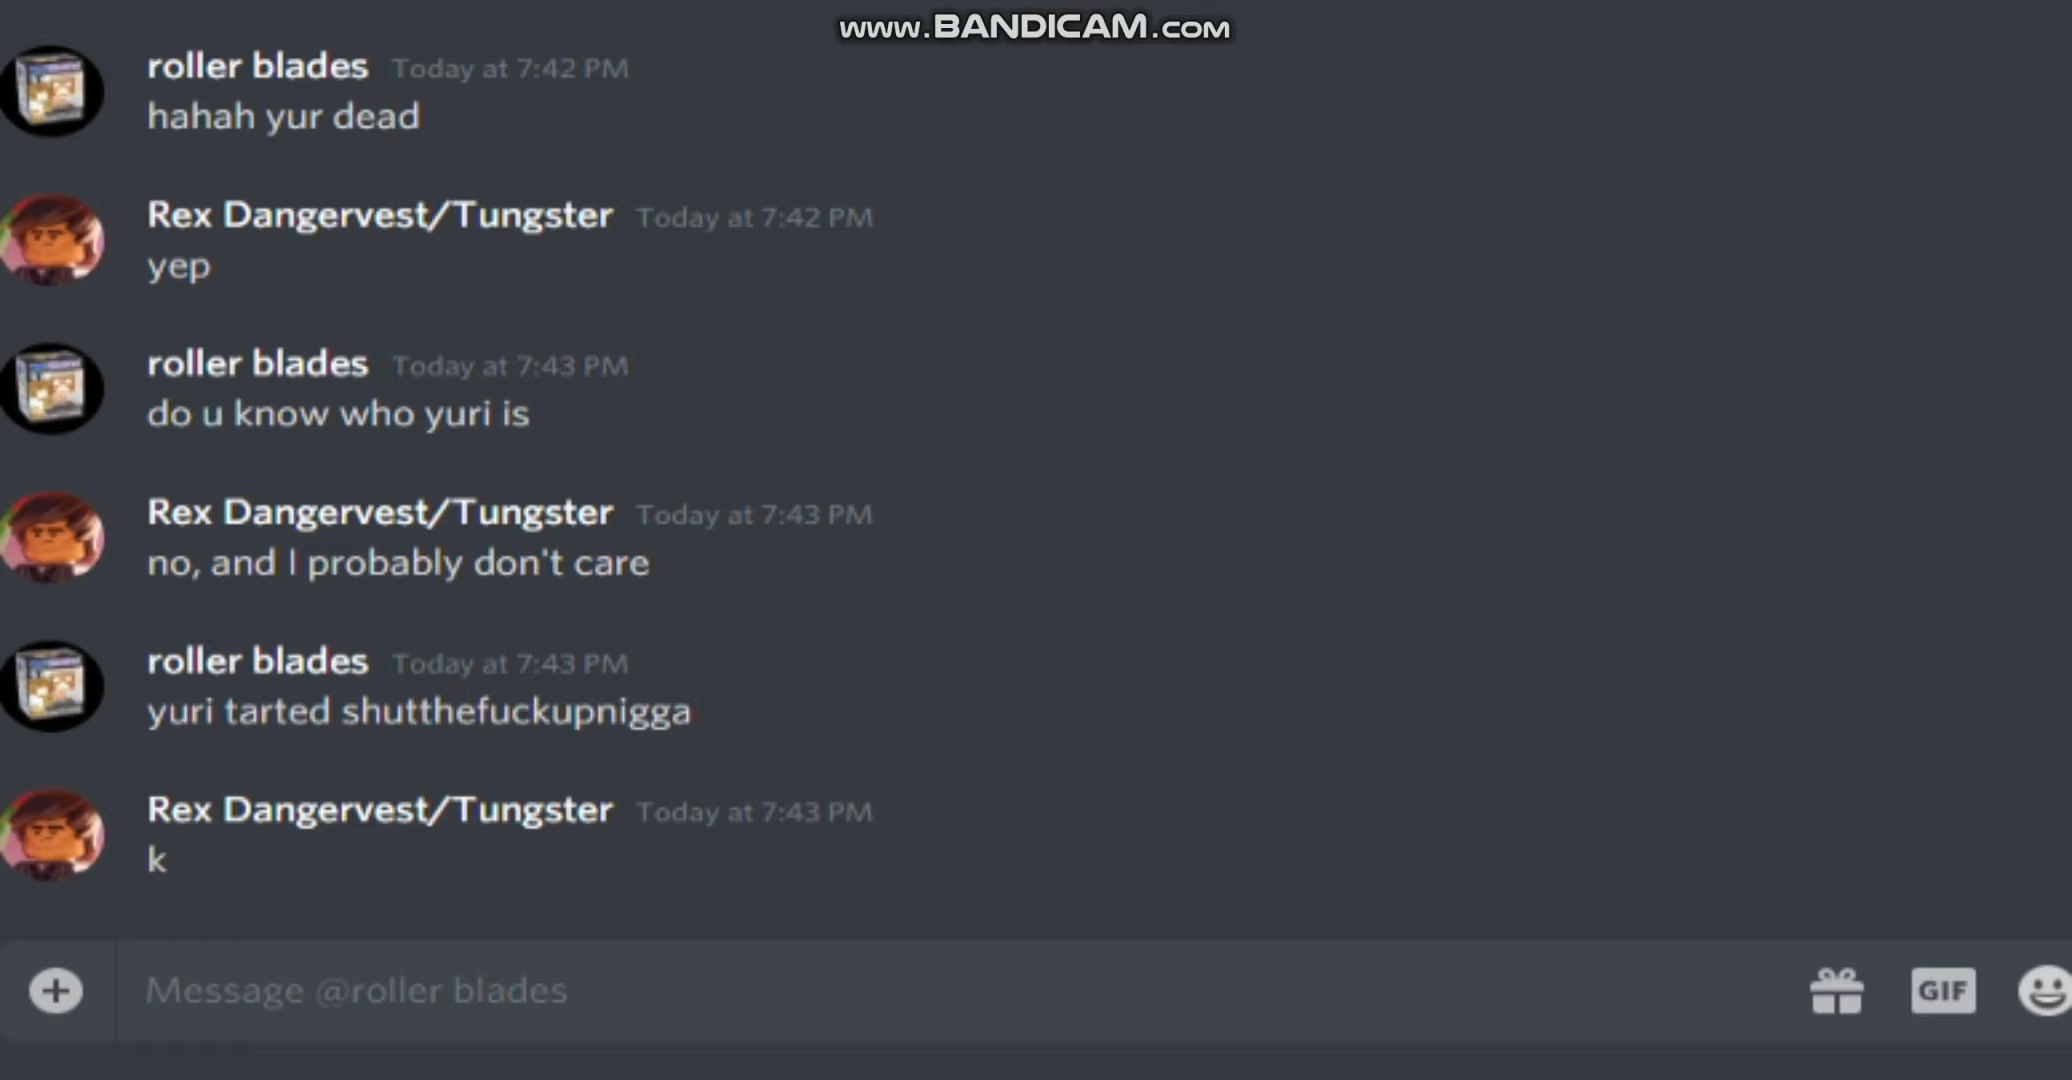 www.BANDICAM.com
roller blades Today at 7:42 PM
hahah yur dead
Rex Dangervest/Tungster Today at 7:42 PM
yep
roller blades Today at 7:43 PM
do u know who yuri is
Rex Dangervest/Tungster Today at 7:43 PM
no, and I probably don't care
roller blades Today at 7:43 PM
yuri tarted shutthefuckupnigga
Rex Dangervest/Tungster Today at 7:43 PM
k
Message @roller blades
GIF